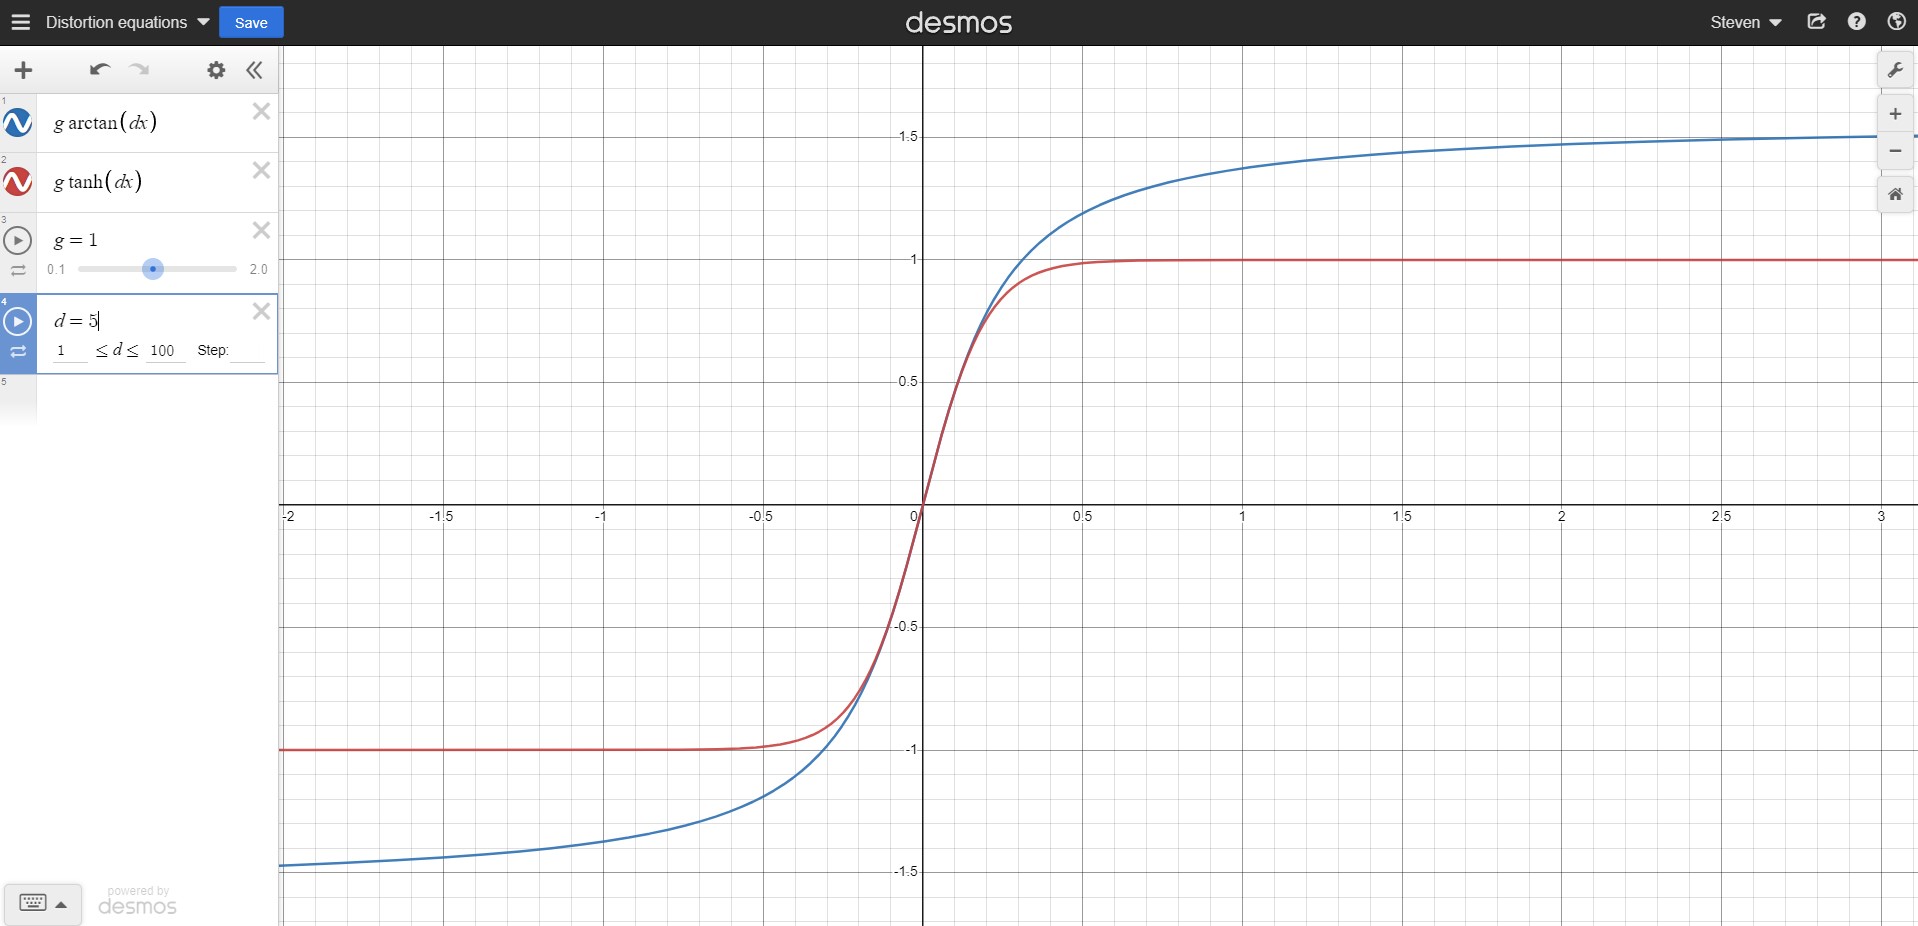 Distortion equations Save desmos Steven ?
1
g arctan(dx)
2
g tanh(dx)
3
g = 1
0.1 2.0
4
d = 5
1 ≤ d ≤ 100 Step:
5
powered by
desmos
1.5
1
0.5
-2 -1.5 -1 -0.5 0 0.5 1 1.5 2 2.5 3
-0.5
-1
-1.5